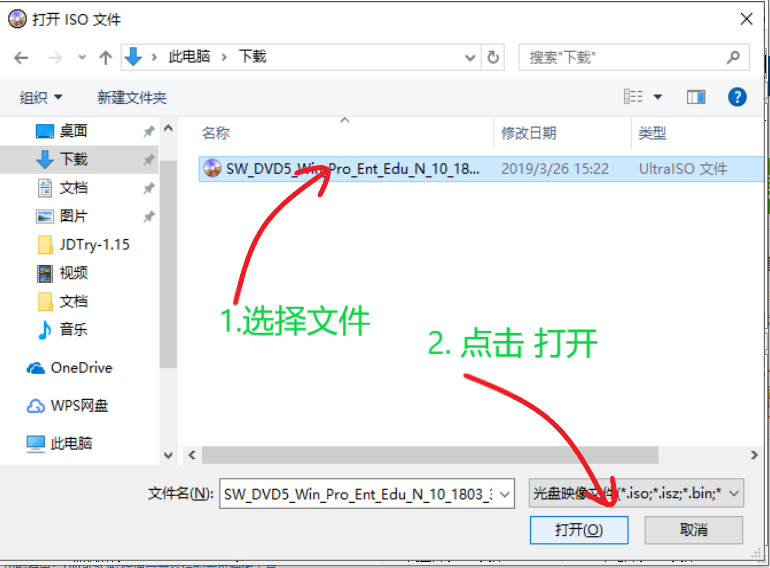 打开 ISO 文件
此电脑 下载
搜索"下载"
组织 新建文件夹
名称 修改日期 类型
桌面
下载
文档
图片
JDTry-1.15
视频
文档
音乐
OneDrive
WPS网盘
此电脑
SW_DVD5_Win_Pro_Ent_Edu_N_10_18... 2019/3/26 15:22 UltraISO 文件
1.选择文件
2. 点击 打开
文件名(N): SW_DVD5_Win_Pro_Ent_Edu_N_10_1803_ 光盘映像文件(*.iso;*.isz;*.bin;*
打开(O) 取消